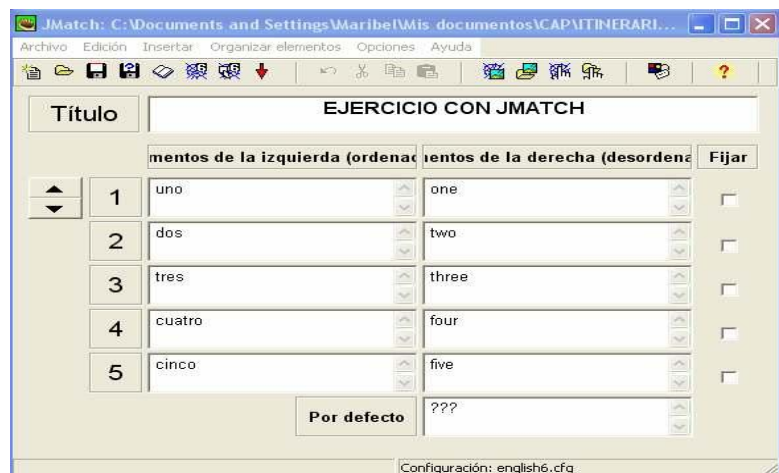 JMatch: C:\Documents and Settings\Maribel\Mis documentos\CAP\ITINERARI...
Archivo Edición Insertar Organizar elementos Opciones Ayuda
Título EJERCICIO CON JMATCH
mentos de la izquierda (ordenad entos de la derecha (desordena Fijar
1 uno one
2 dos two
3 tres three
4 cuatro four
5 cinco five
Por defecto ???
Configuración: english6.cfg